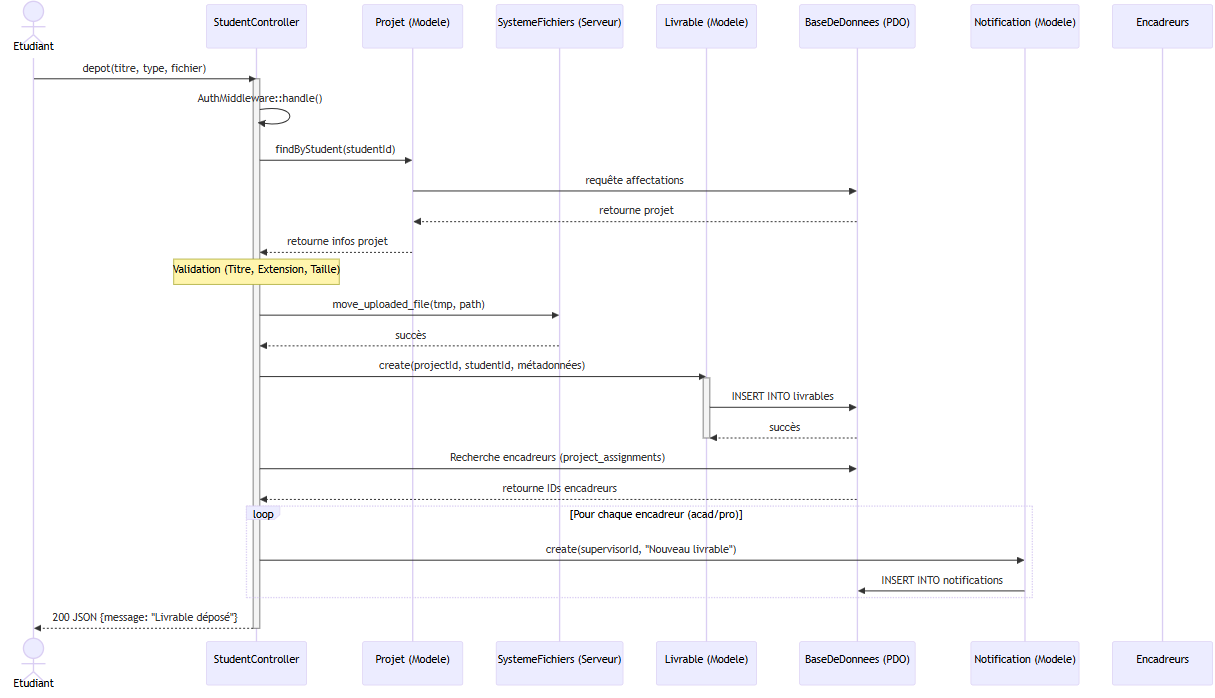 Etudiant
StudentController
Projet (Modele)
SystemeFichiers (Serveur)
Livrable (Modele)
BaseDeDonnees (PDO)
Notification (Modele)
Encadreurs
depot(titre, type, fichier)
AuthMiddleware::handle()
findByStudent(studentId)
requête affectations
retourne projet
retourne infos projet
Validation (Titre, Extension, Taille)
move_uploaded_file(tmp, path)
succès
create(projectId, studentId, métadonnées)
INSERT INTO livrables
succès
Recherche encadreurs (project_assignments)
retourne IDs encadreurs
loop
[Pour chaque encadreur (acad/pro)]
create(supervisorId, "Nouveau livrable")
INSERT INTO notifications
200 JSON {message: "Livrable déposé"}
Etudiant
StudentController
Projet (Modele)
SystemeFichiers (Serveur)
Livrable (Modele)
BaseDeDonnees (PDO)
Notification (Modele)
Encadreurs